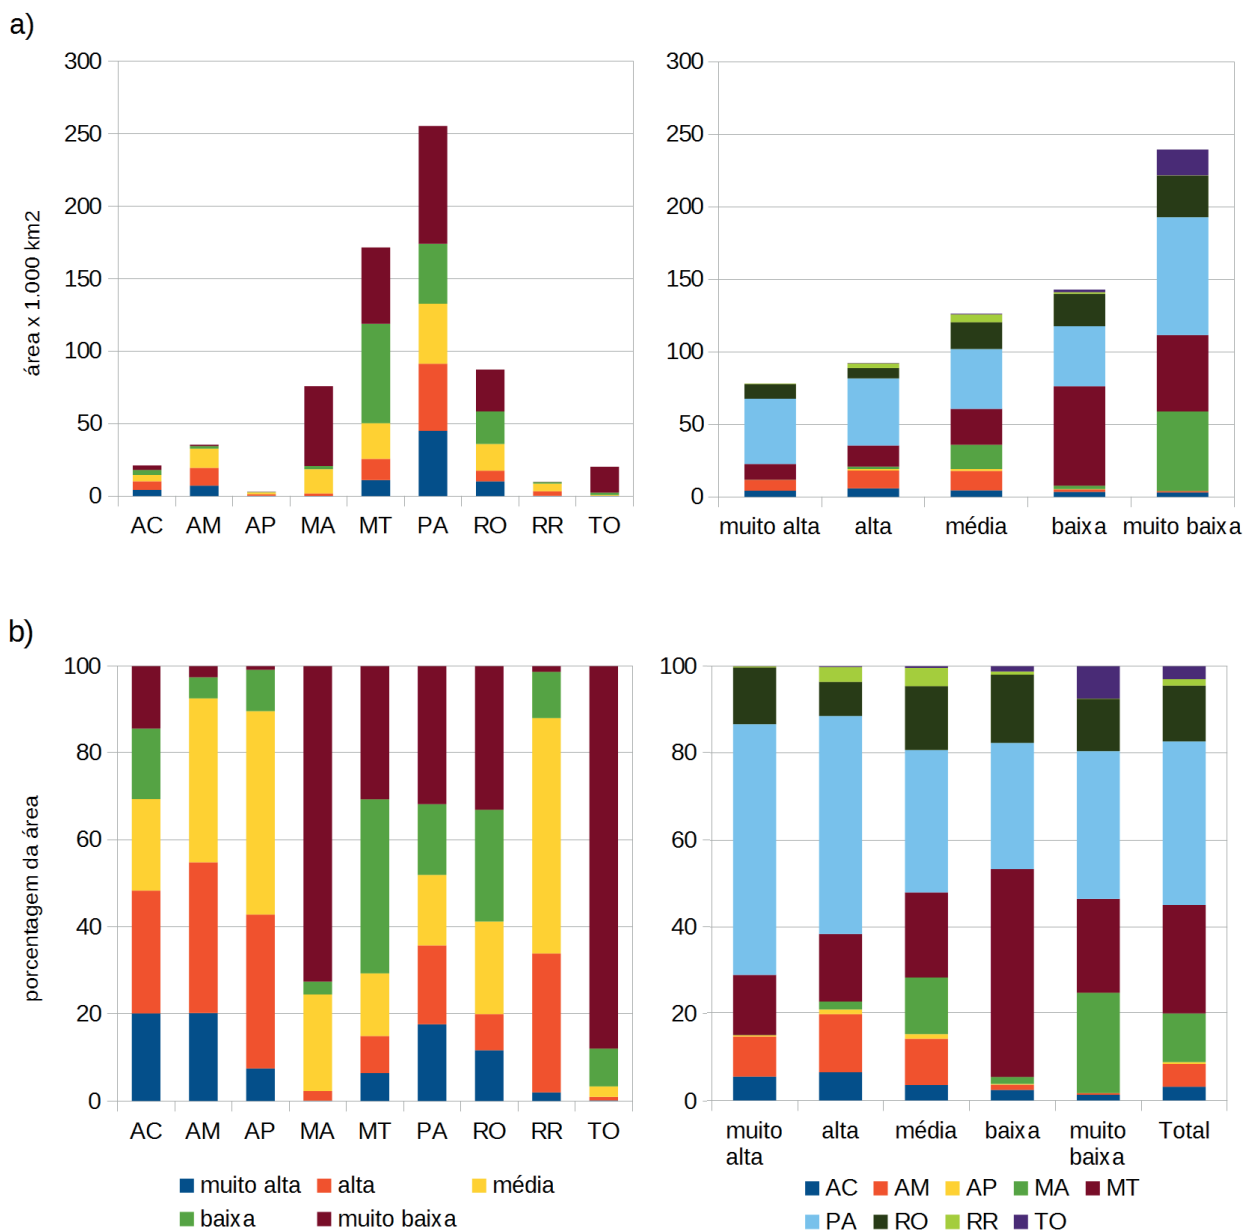 a)
área x 1.000 km2
300
250
200
150
100
50
0
AC AM AP MA MT PA RO RR TO
300
250
200
150
100
50
0
muito alta alta média baixa muito baixa
b)
porcentagem da área
100
80
60
40
20
0
AC AM AP MA MT PA RO RR TO
muito alta alta média
baixa muito baixa
100
80
60
40
20
0
muito alta média baixa muito Total
alta baixa
AC AM AP MA MT
PA RO RR TO